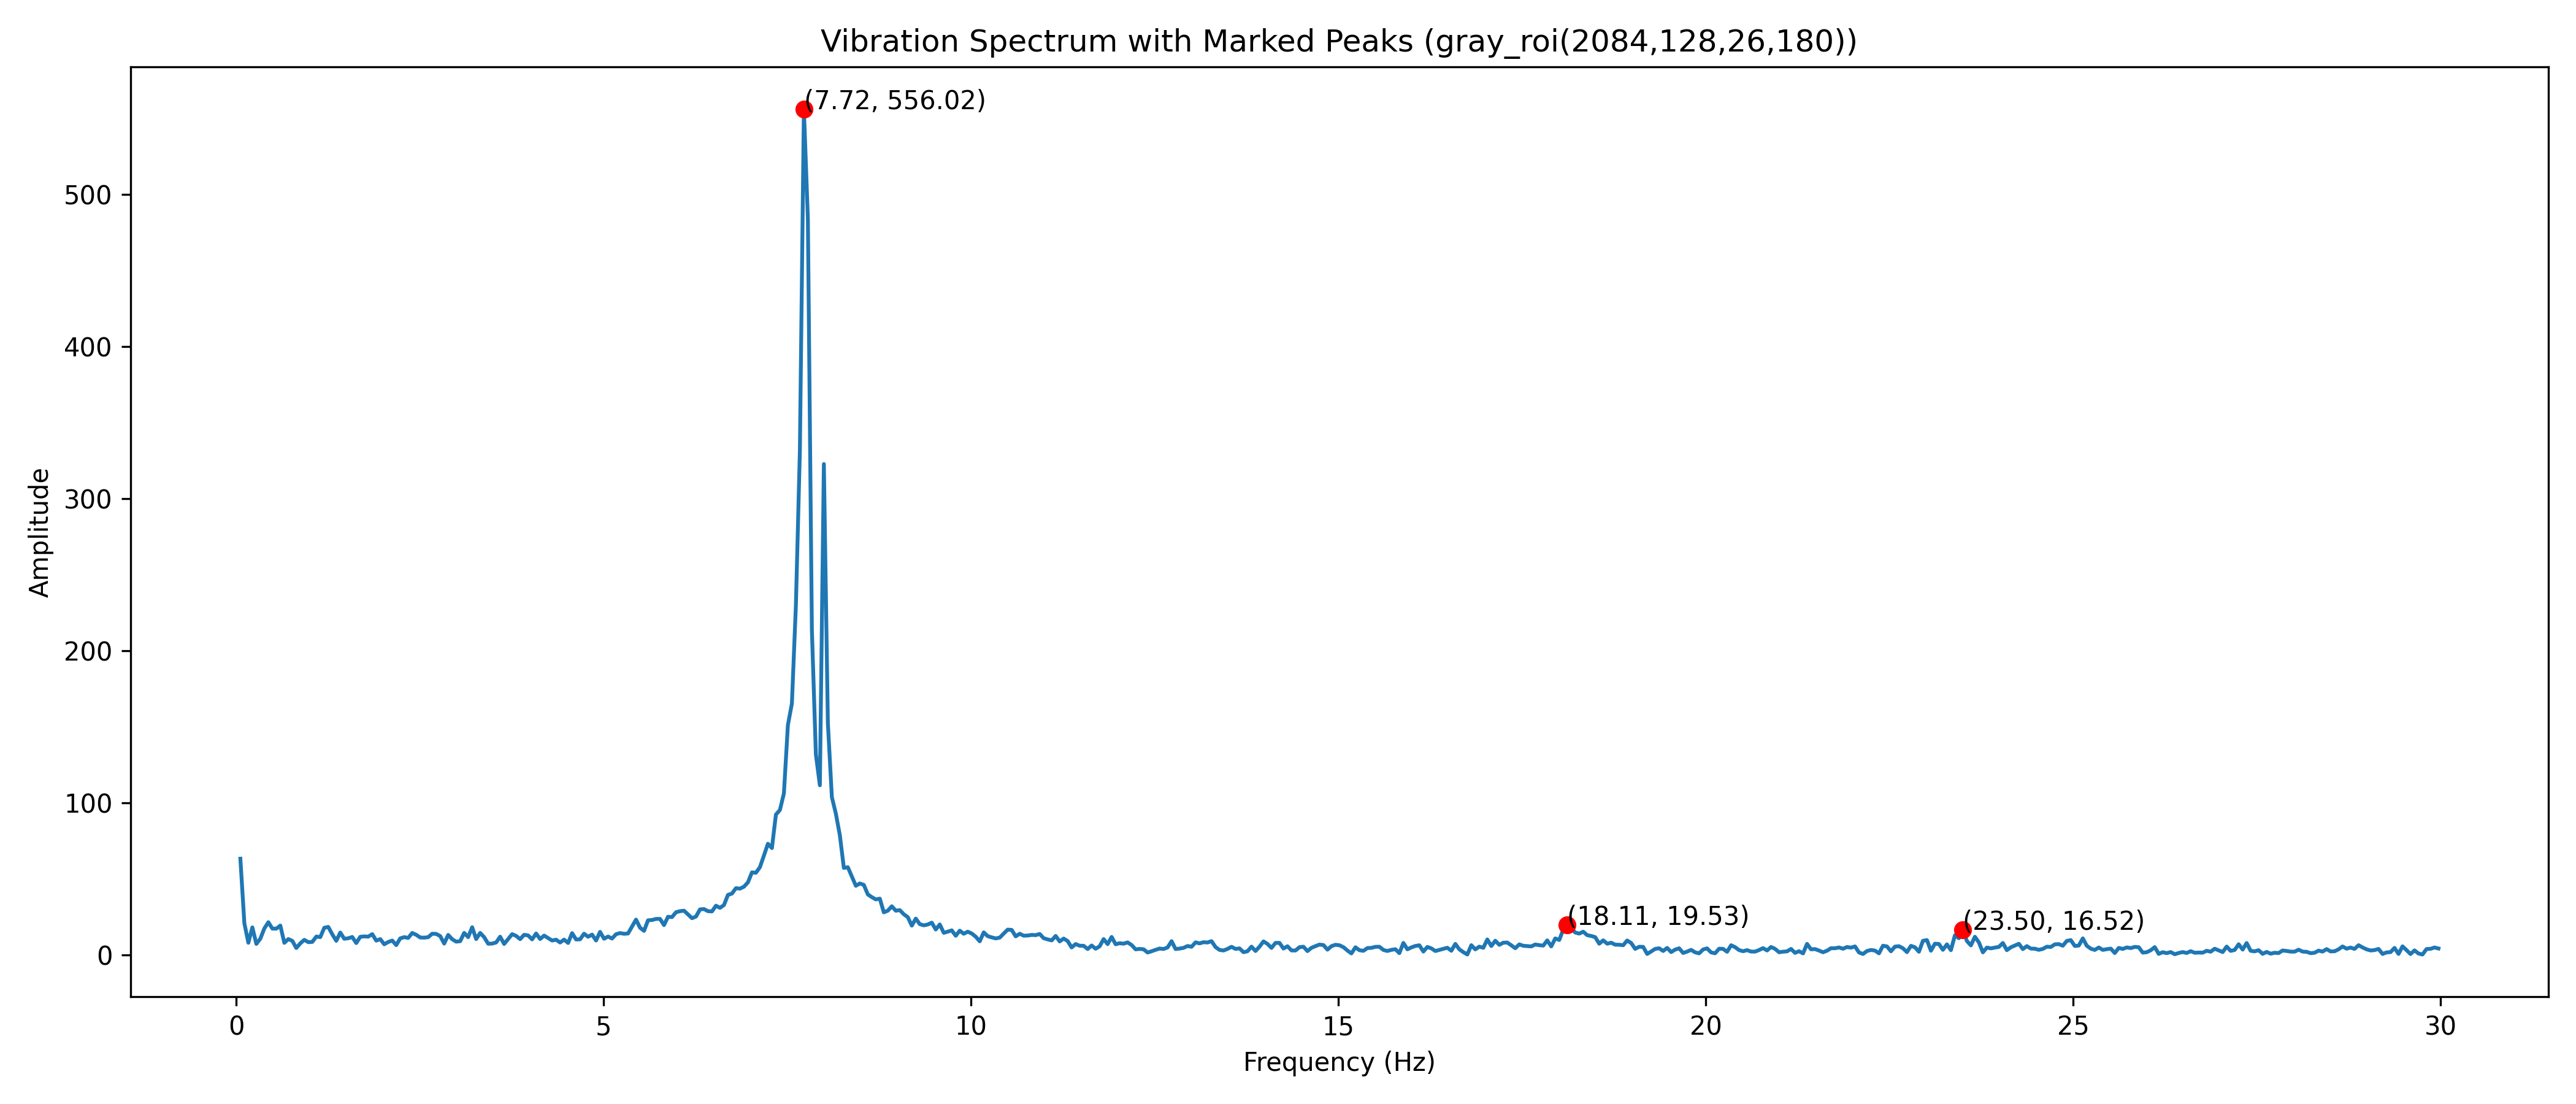 Vibration Spectrum with Marked Peaks (gray_roi(2084,128,26,180))
(7.72, 556.02)
500
400
300
200
100
0
Amplitude
(18.11, 19.53)
(23.50, 16.52)
0 5 10 15 20 25 30
Frequency (Hz)